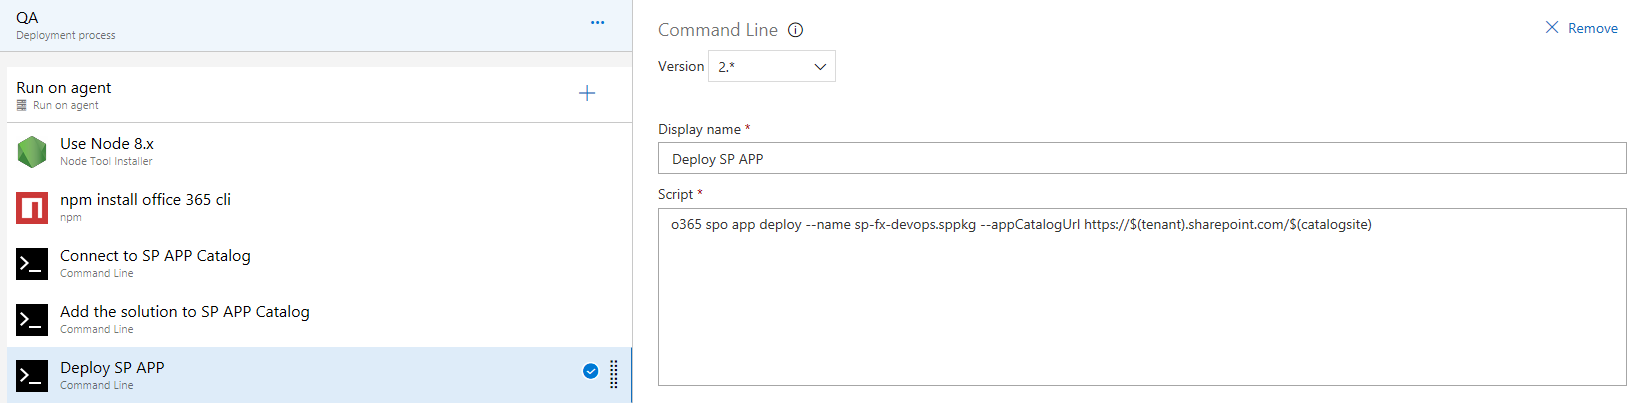 QA
Deployment process
...
Run on agent
Run on agent
Use Node 8.x
Node Tool Installer
npm install office 365 cli
npm
Connect to SP APP Catalog
Command Line
Add the solution to SP APP Catalog
Command Line
Deploy SP APP
Command Line
Command Line
Remove
Version 2.*
Display name *
Deploy SP APP
Script *
o365 spo app deploy --name sp-fx-devops.sppkg --appCatalogUrl https://$(tenant).sharepoint.com/$(catalogsite)